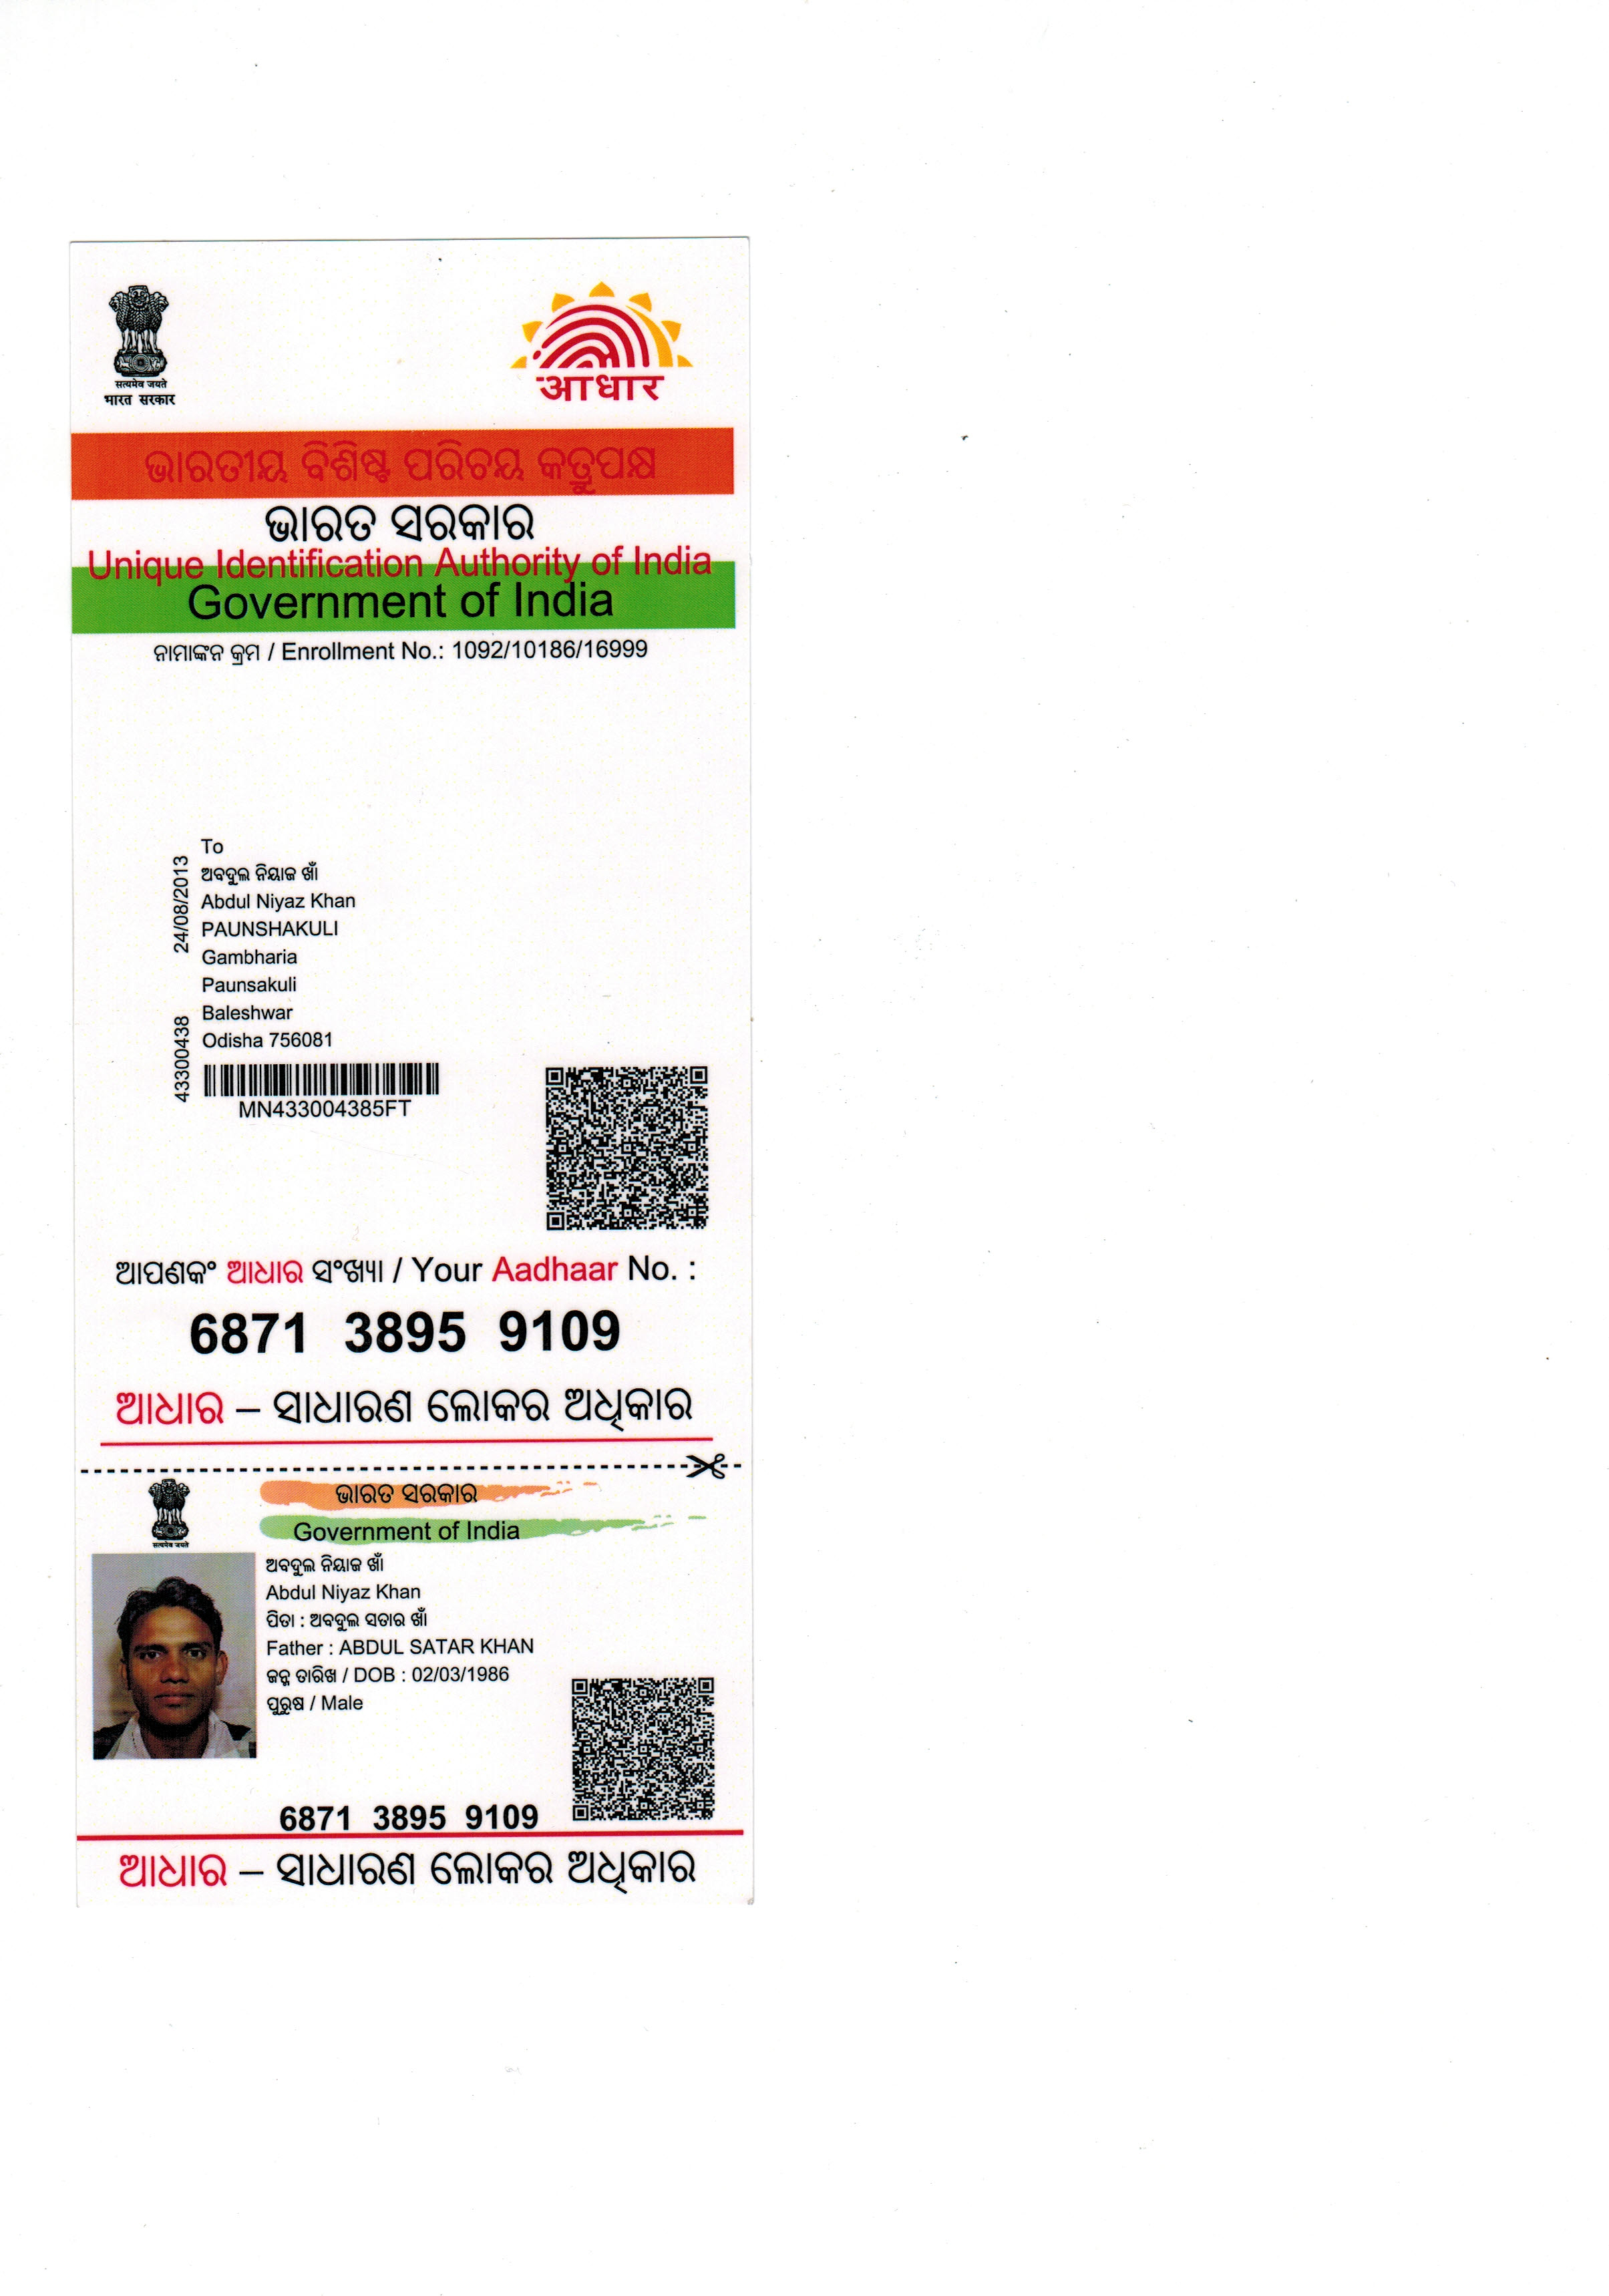 सत्यमेव जयते
भारत सरकार
आधार
ଭାରତୀୟ ବିଶିଷ୍ଟ ପରିଚୟ କର୍ତ୍ତୃପକ୍ଷ
ଭାରତ ସରକାର
Unique Identification Authority of India
Government of India
ନାମାଙ୍କନ କ୍ରମ / Enrollment No.: 1092/10186/16999
24/08/2013
43300438
To
ଅବଦୁଲ ନିୟାଜ ଖାଁ
Abdul Niyaz Khan
PAUNSHAKULI
Gambharia
Paunsakuli
Baleshwar
Odisha 756081
MN433004385FT
ଆପଣକଂ ଆଧାର ସଂଖ୍ୟା / Your Aadhaar No. :
6871 3895 9109
ଆଧାର – ସାଧାରଣ ଲୋକର ଅଧିକାର
सत्यमेव जयते
ଭାରତ ସରକାର
Government of India
ଅବଦୁଲ ନିୟାଜ ଖାଁ
Abdul Niyaz Khan
ପିତା : ଅବଦୁଲ ସତାର ଖାଁ
Father : ABDUL SATAR KHAN
ଜନ୍ମ ତାରିଖ / DOB : 02/03/1986
ପୁରୁଷ / Male
6871 3895 9109
ଆଧାର – ସାଧାରଣ ଲୋକର ଅଧିକାର